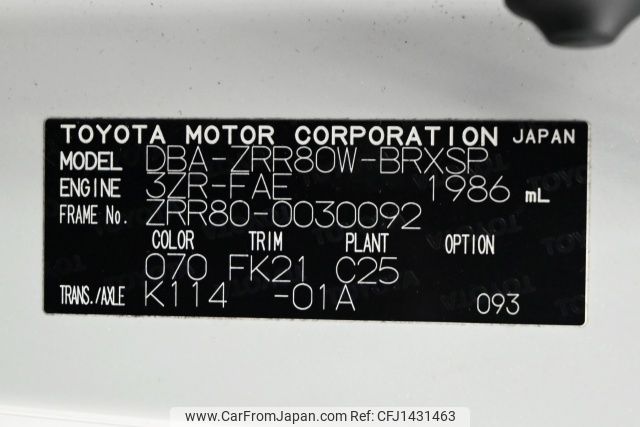 TOYOTA MOTOR CORPORATION JAPAN
MODEL DBA-ZRR80W-BRXSP
ENGINE 3ZR-FAE 1986 mL
FRAME No. ZRR80-0030092
COLOR TRIM PLANT OPTION
070 FK21 C25
TRANS./AXLE K114 -01A 093
www.CarFromJapan.com - CFJ1431463